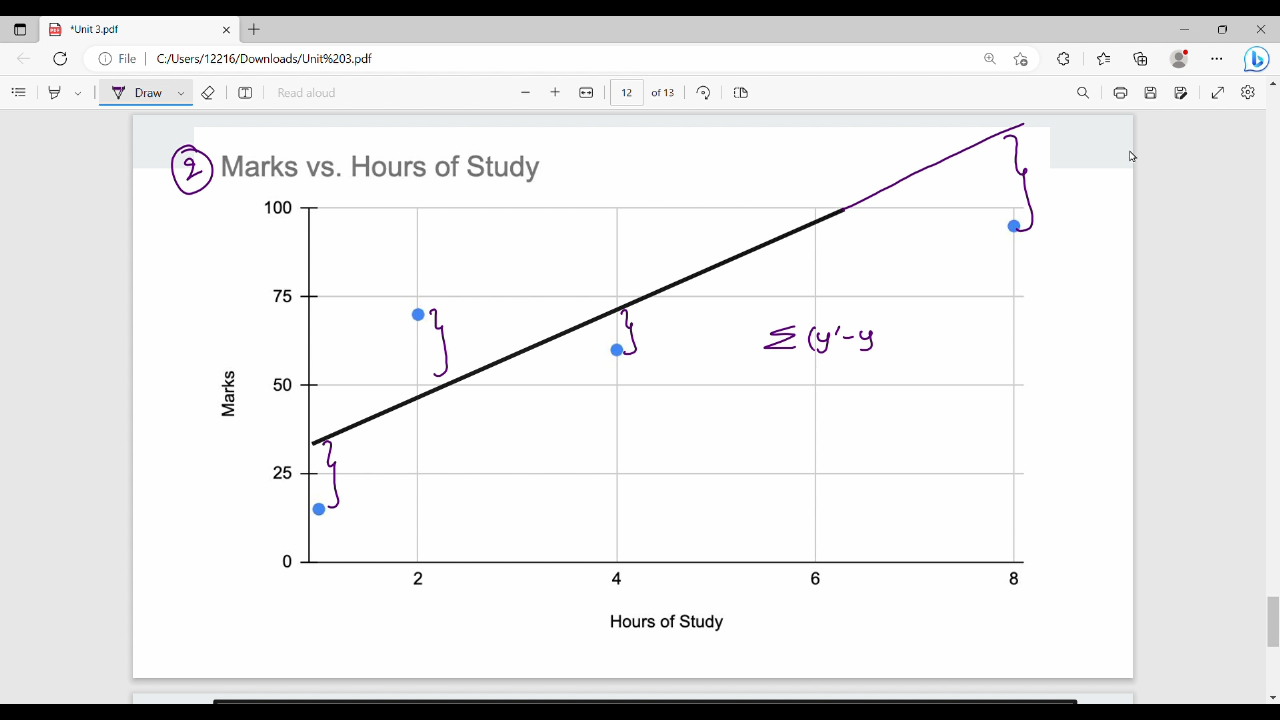 *Unit 3.pdf
File
C:/Users/12216/Downloads/Unit%203.pdf
Draw
Read aloud
12
of 13
2
Marks vs. Hours of Study
100
75
50
25
0
Marks
2
4
6
8
Hours of Study
Σ (y'-y